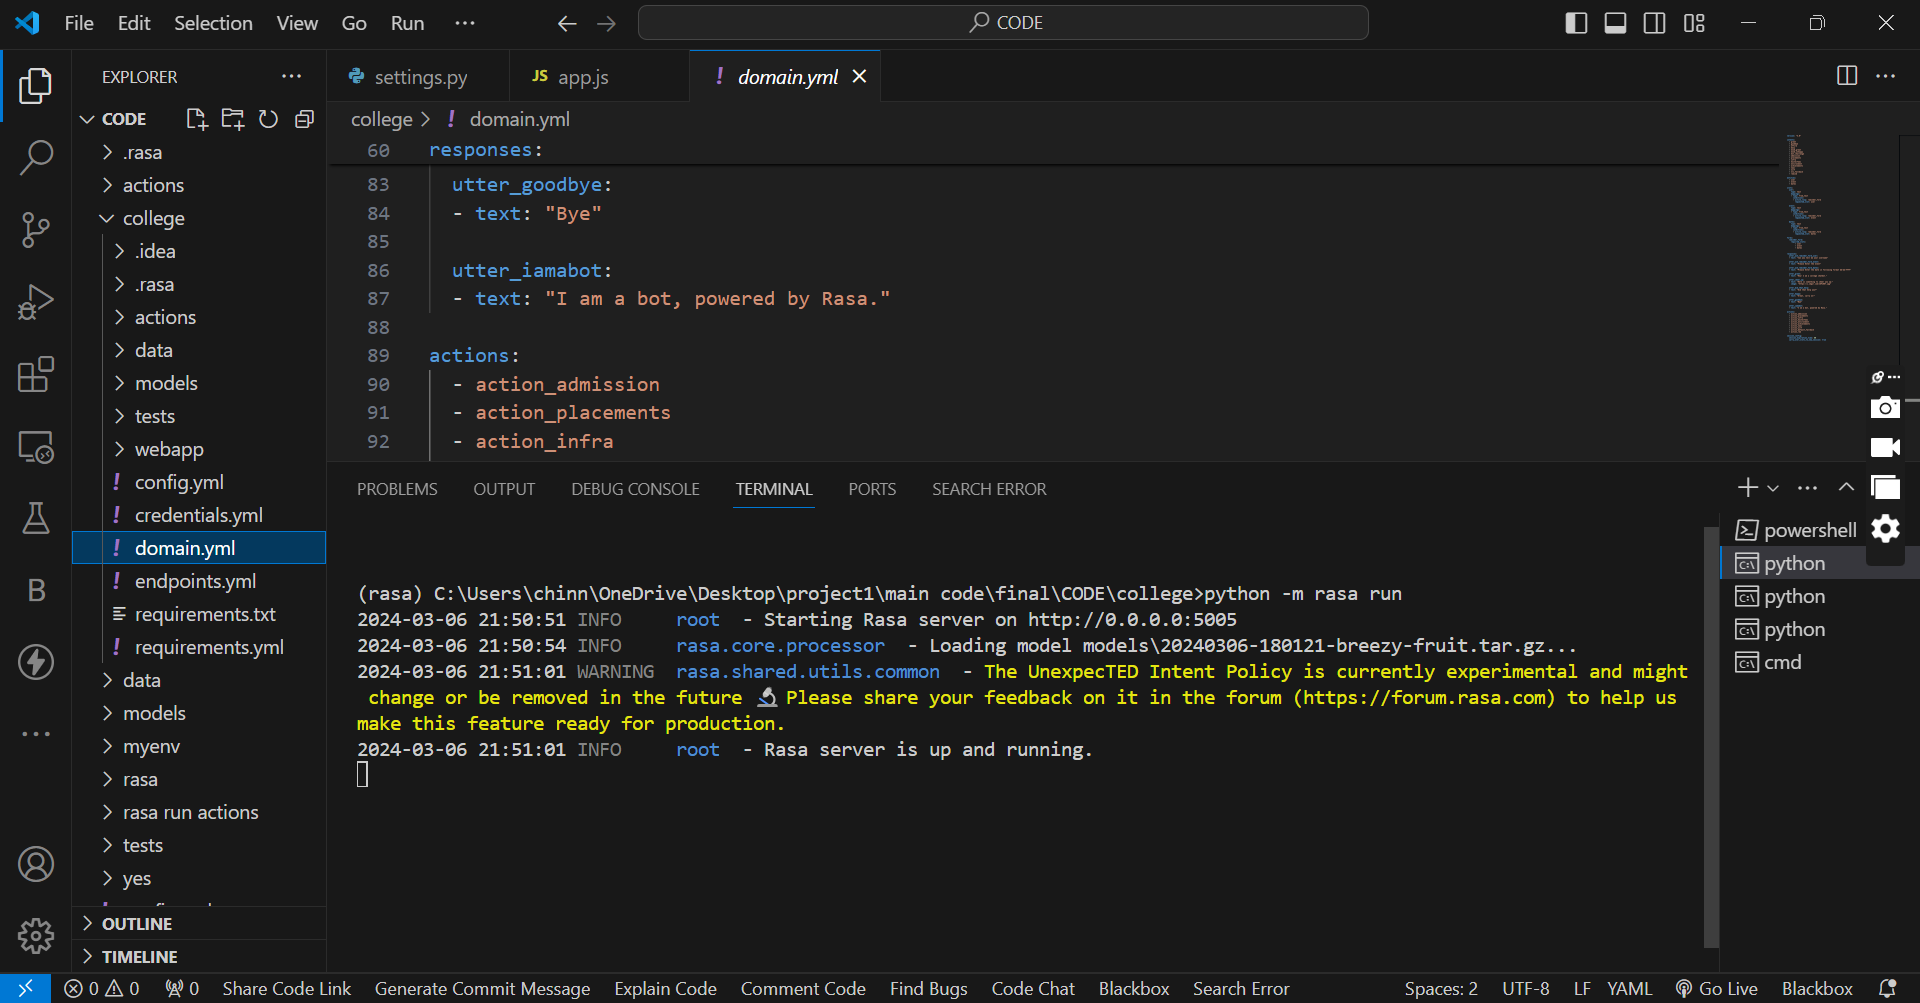 File Edit Selection View Go Run ··· CODE
EXPLORER ···
settings.py JS app.js ! domain.yml
CODE
.rasa
actions
college
.idea
.rasa
actions
data
models
tests
webapp
! config.yml
! credentials.yml
! domain.yml
! endpoints.yml
requirements.txt
! requirements.yml
data
models
myenv
rasa
rasa run actions
tests
yes
OUTLINE
TIMELINE
college > ! domain.yml
60 responses:
83 utter_goodbye:
84 - text: "Bye"
85
86 utter_iamabot:
87 - text: "I am a bot, powered by Rasa."
88
89 actions:
90 - action_admission
91 - action_placements
92 - action_infra
PROBLEMS OUTPUT DEBUG CONSOLE TERMINAL PORTS SEARCH ERROR
(rasa) C:\Users\chinn\OneDrive\Desktop\project1\main code\final\CODE\college>python -m rasa run
2024-03-06 21:50:51 INFO root - Starting Rasa server on http://0.0.0.0:5005
2024-03-06 21:50:54 INFO rasa.core.processor - Loading model models\20240306-180121-breezy-fruit.tar.gz...
2024-03-06 21:51:01 WARNING rasa.shared.utils.common - The UnexpecTED Intent Policy is currently experimental and might
change or be removed in the future 🔬 Please share your feedback on it in the forum (https://forum.rasa.com) to help us
make this feature ready for production.
2024-03-06 21:51:01 INFO root - Rasa server is up and running.
powershell
python
python
python
cmd
B
0 0 0 Share Code Link Generate Commit Message Explain Code Comment Code Find Bugs Code Chat Blackbox Search Error Spaces: 2 UTF-8 LF YAML Go Live Blackbox